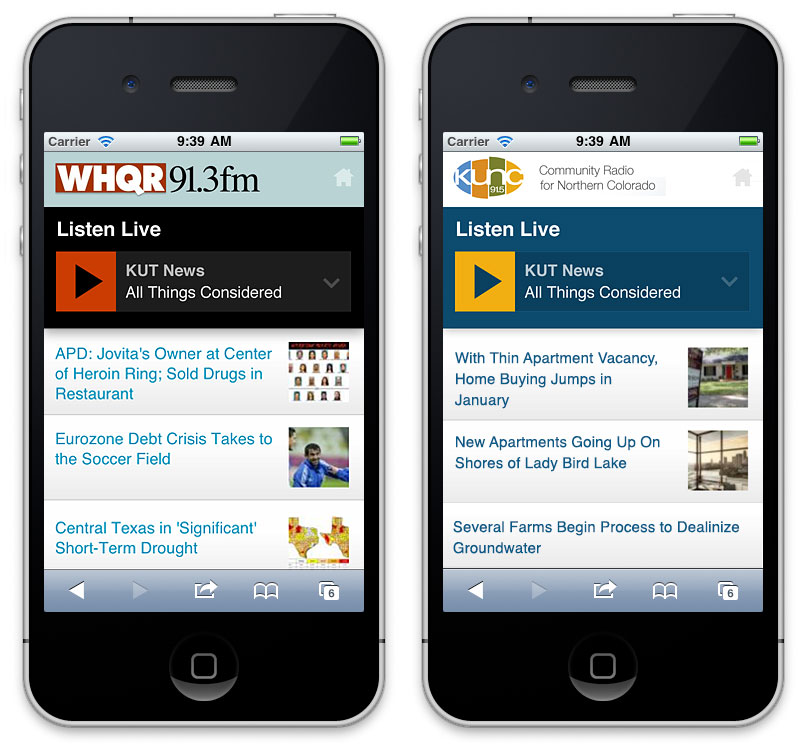 Carrier
9:39 AM
WHQR 91.3fm
Listen Live
KUT News
All Things Considered
APD: Jovita's Owner at Center
of Heroin Ring; Sold Drugs in
Restaurant
Eurozone Debt Crisis Takes to
the Soccer Field
Central Texas in 'Significant'
Short-Term Drought
6
Carrier
9:39 AM
KUNC
91.5
Community Radio
for Northern Colorado
Listen Live
KUT News
All Things Considered
With Thin Apartment Vacancy,
Home Buying Jumps in
January
New Apartments Going Up On
Shores of Lady Bird Lake
Several Farms Begin Process to Dealinize
Groundwater
6